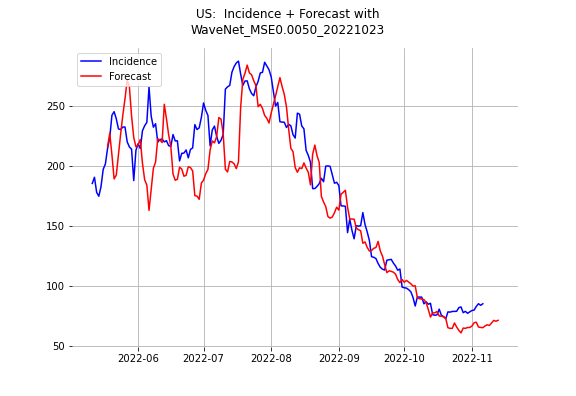 US:  Incidence + Forecast with
WaveNet_MSE0.0050_20221023
Incidence
Forecast
250
200
150
100
50
2022-06 2022-07 2022-08 2022-09 2022-10 2022-11